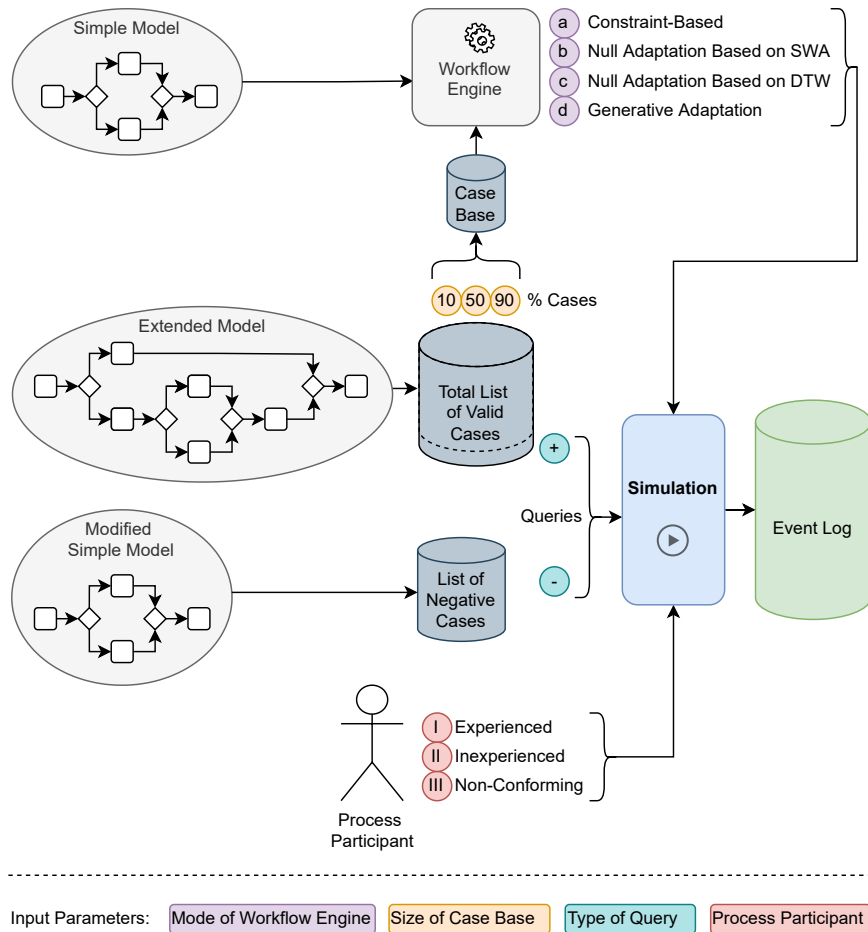 Simple Model
Workflow
Engine
a Constraint-Based
b Null Adaptation Based on SWA
c Null Adaptation Based on DTW
d Generative Adaptation
Case
Base
10 50 90 % Cases
Extended Model
Total List
of Valid
Cases
+
Queries
-
Simulation
Event Log
Modified
Simple Model
List of
Negative
Cases
I Experienced
II Inexperienced
III Non-Conforming
Process
Participant
Input Parameters: Mode of Workflow Engine Size of Case Base Type of Query Process Participant